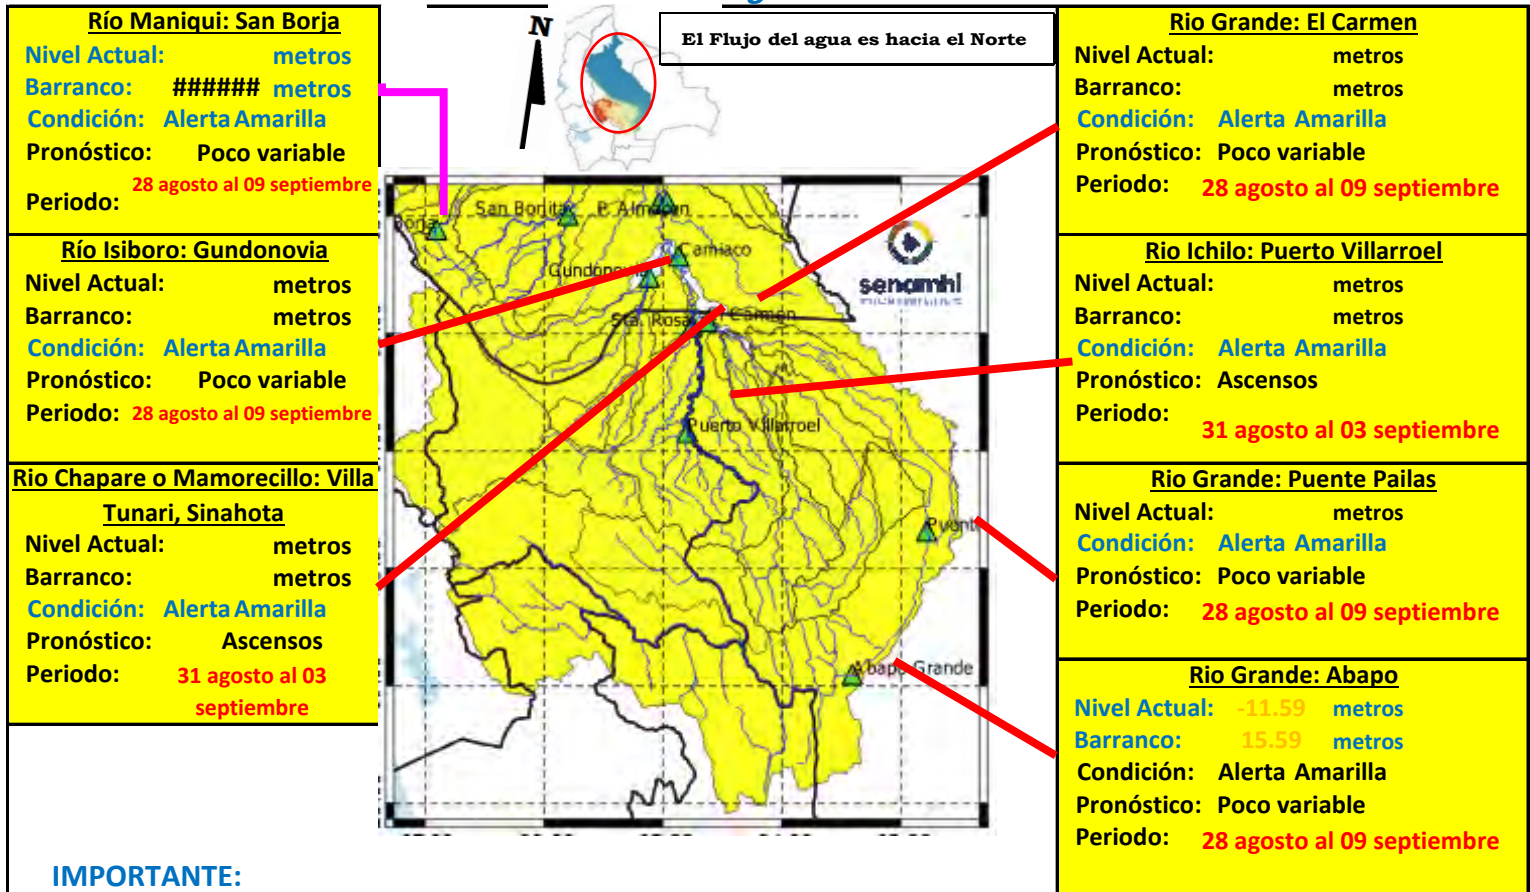 Río Maniqui: San Borja
Nivel Actual: metros
Barranco: ###### metros
Condición: Alerta Amarilla
Pronóstico: Poco variable
28 agosto al 09 septiembre
Periodo:
Río Isiboro: Gundonovia
Nivel Actual: metros
Barranco: metros
Condición: Alerta Amarilla
Pronóstico: Poco variable
Periodo: 28 agosto al 09 septiembre
Rio Chapare o Mamorecillo: Villa
Tunari, Sinahota
Nivel Actual: metros
Barranco: metros
Condición: Alerta Amarilla
Pronóstico: Ascensos
Periodo: 31 agosto al 03
septiembre
IMPORTANTE:
N
El Flujo del agua es hacia el Norte
Borja
San Bonita
P. Almacen
Camiaco
Gundonovia
senamhi
Sta. Rosa
Carmen
Puerto Villarroel
Puent
Abapo Grande
Rio Grande: El Carmen
Nivel Actual: metros
Barranco: metros
Condición: Alerta Amarilla
Pronóstico: Poco variable
Periodo: 28 agosto al 09 septiembre
Rio Ichilo: Puerto Villarroel
Nivel Actual: metros
Barranco: metros
Condición: Alerta Amarilla
Pronóstico: Ascensos
Periodo:
31 agosto al 03 septiembre
Rio Grande: Puente Pailas
Nivel Actual: metros
Condición: Alerta Amarilla
Pronóstico: Poco variable
Periodo: 28 agosto al 09 septiembre
Rio Grande: Abapo
Nivel Actual: -11.59 metros
Barranco: 15.59 metros
Condición: Alerta Amarilla
Pronóstico: Poco variable
Periodo: 28 agosto al 09 septiembre